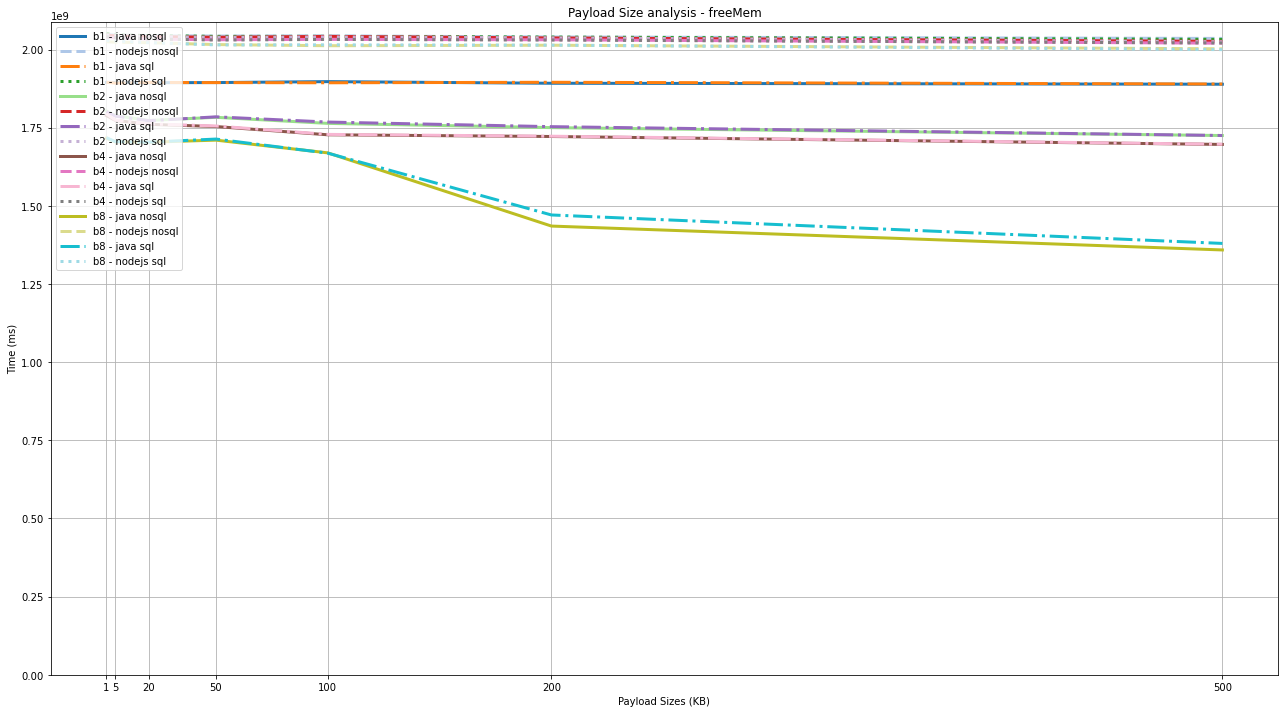 Payload Size analysis - freeMem
1e9
2.00
1.75
1.50
1.25
1.00
0.75
0.50
0.25
0.00
Time (ms)
b1 - java nosql
b1 - nodejs nosql
b1 - java sql
b1 - nodejs sql
b2 - java nosql
b2 - nodejs nosql
b2 - java sql
b2 - nodejs sql
b4 - java nosql
b4 - nodejs nosql
b4 - java sql
b4 - nodejs sql
b8 - java nosql
b8 - nodejs nosql
b8 - java sql
b8 - nodejs sql
1 5 20 50 100 200 500
Payload Sizes (KB)